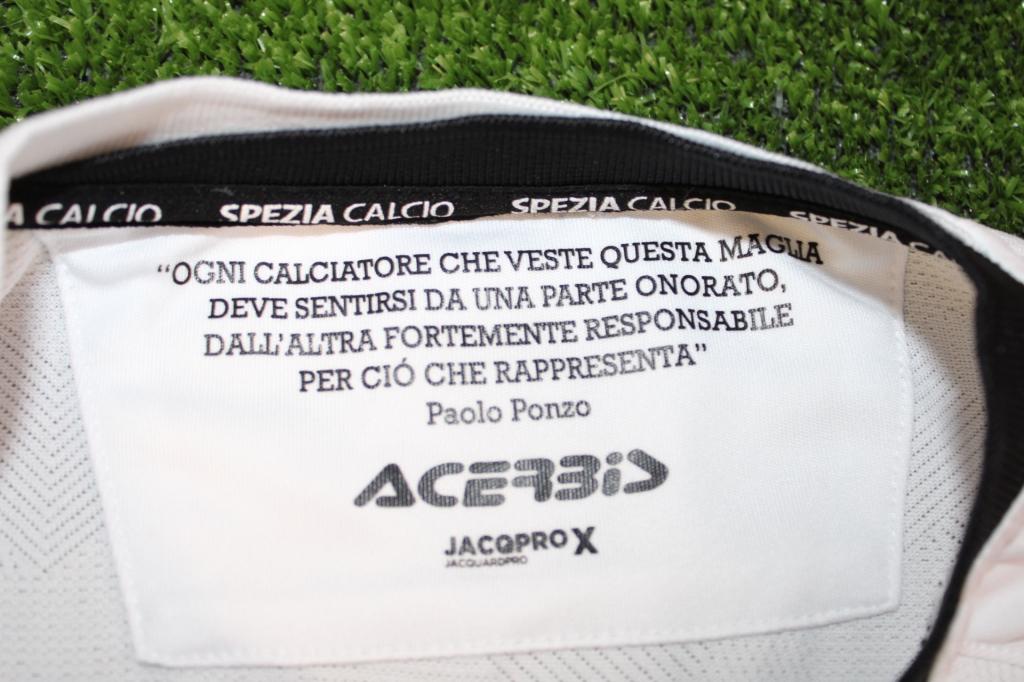 A CALCIO SPEZIA CALCIO SPEZIA CALCIO SPEZIA CA
“OGNI CALCIATORE CHE VESTE QUESTA MAGLIA
DEVE SENTIRSI DA UNA PARTE ONORATO,
DALL'ALTRA FORTEMENTE RESPONSABILE
PER CIÓ CHE RAPPRESENTA”
Paolo Ponzo
ACERBIS
JACQPRO X
JACQUARDPRO